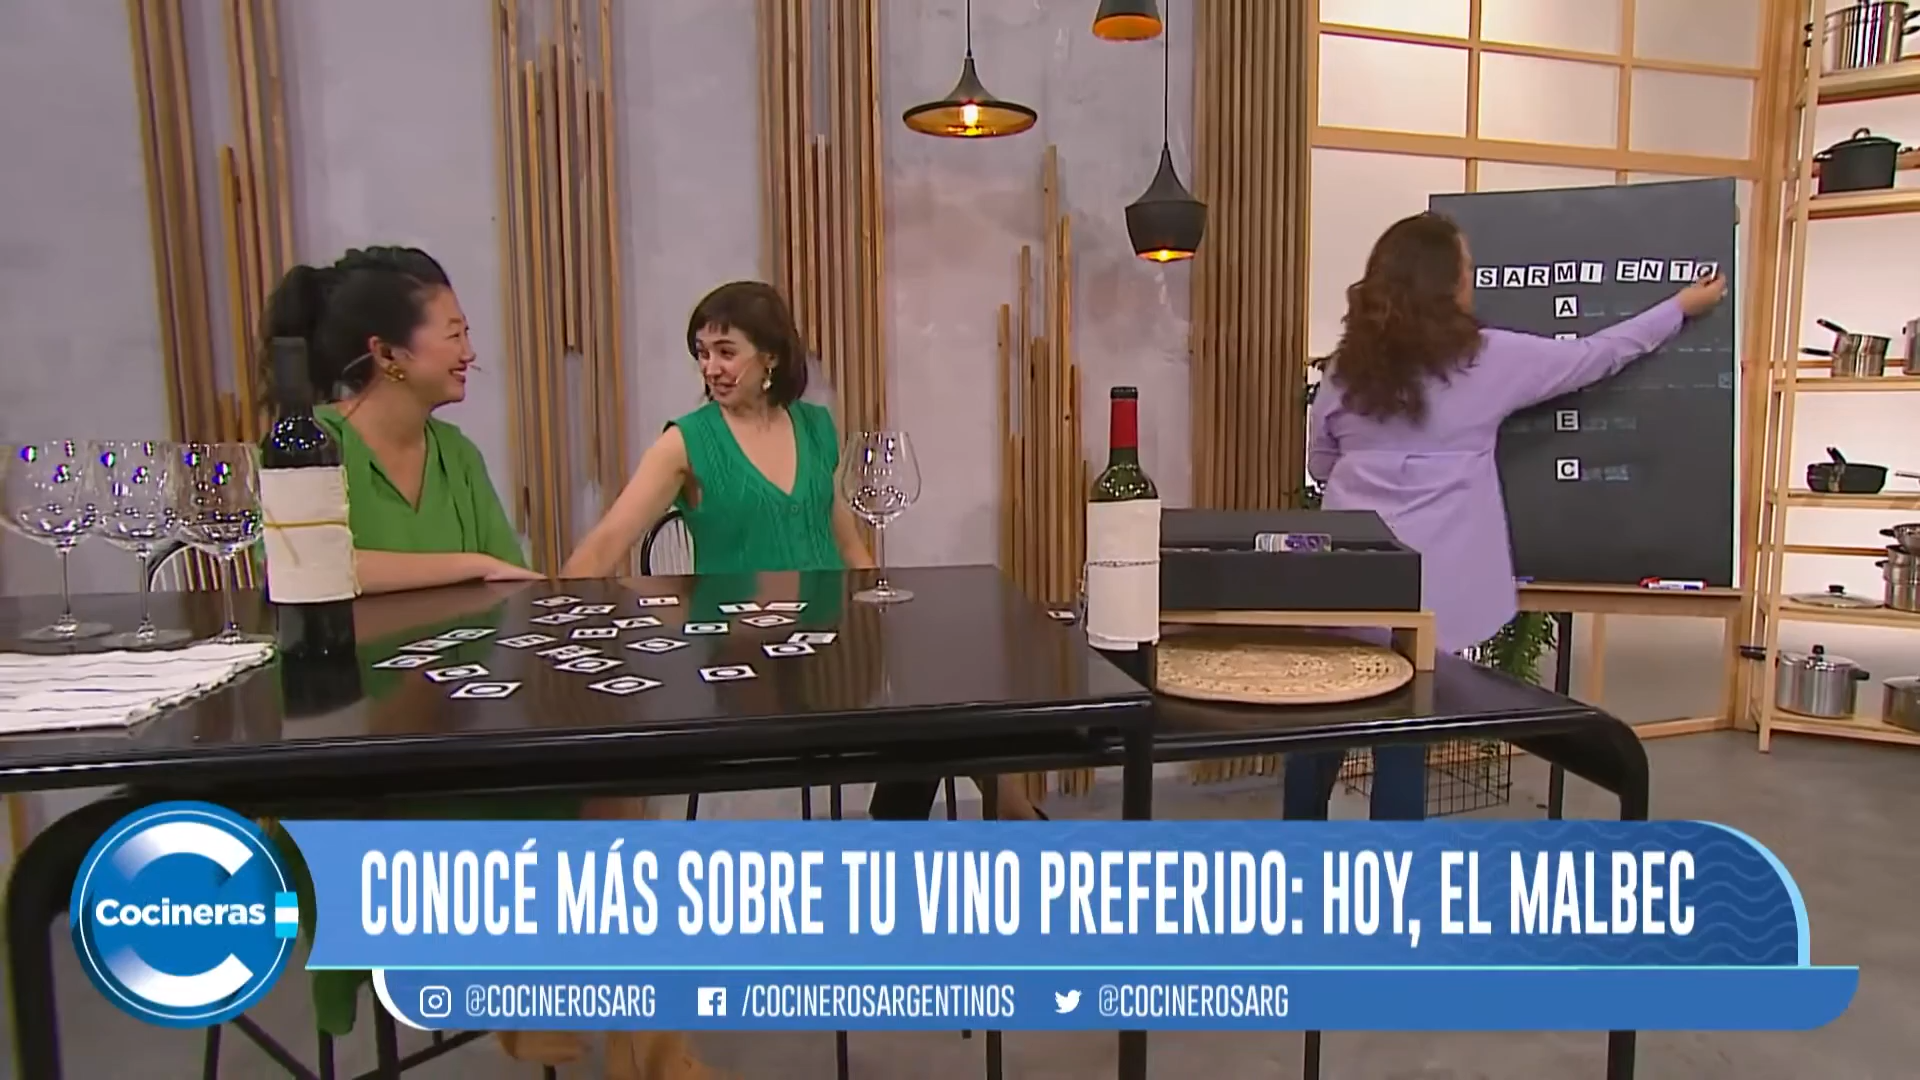 SARMIENTO
A
E
C
Cocineras
CONOCÉ MÁS SOBRE TU VINO PREFERIDO: HOY, EL MALBEC
@COCINEROSARG /COCINEROSARGENTINOS @COCINEROSARG